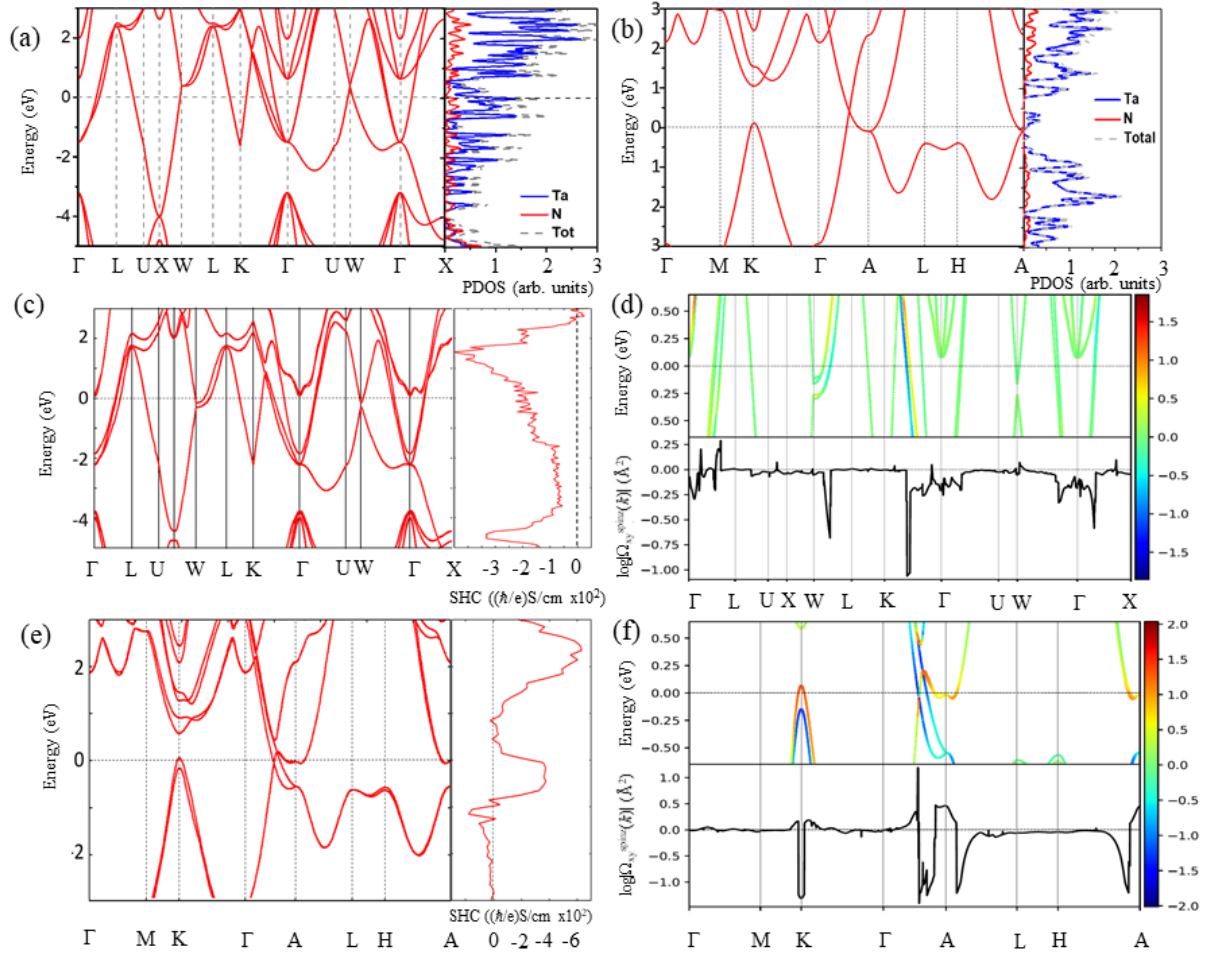 (a)
Energy (eV)
2
0
-2
-4
Γ L U X W L K Γ U W Γ X
0 1 2 3
PDOS (arb. units)
Ta
N
Tot
(b)
Energy (eV)
3
2
1
0
1
2
3
Γ M K Γ A L H A
0 1 2 3
PDOS (arb. units)
Ta
N
Total
(c)
Energy (eV)
2
0
-2
-4
Γ L U W L K Γ U W Γ X
-3 -2 -1 0
SHC ((ℏ/e)S/cm x10²)
(d)
Energy (eV)
0.50
0.25
0.00
−0.25
−0.50
log|Ωxy^spinz(k)| (Å²)
0.25
0.00
−0.25
−0.50
−0.75
−1.00
Γ L U X W L K Γ U W Γ X
1.5
1.0
0.5
0.0
−0.5
−1.0
−1.5
(e)
Energy (eV)
2
0
·2
Γ M K Γ A L H A
SHC ((ℏ/e)S/cm x10²)
0 -2 -4 -6
(f)
Energy (eV)
0.50
0.25
0.00
−0.25
−0.50
log|Ωxy^spinz(k)| (Å²)
1.0
0.5
0.0
−0.5
−1.0
Γ M K Γ A L H A
2.0
1.5
1.0
0.5
0.0
−0.5
−1.0
−1.5
−2.0